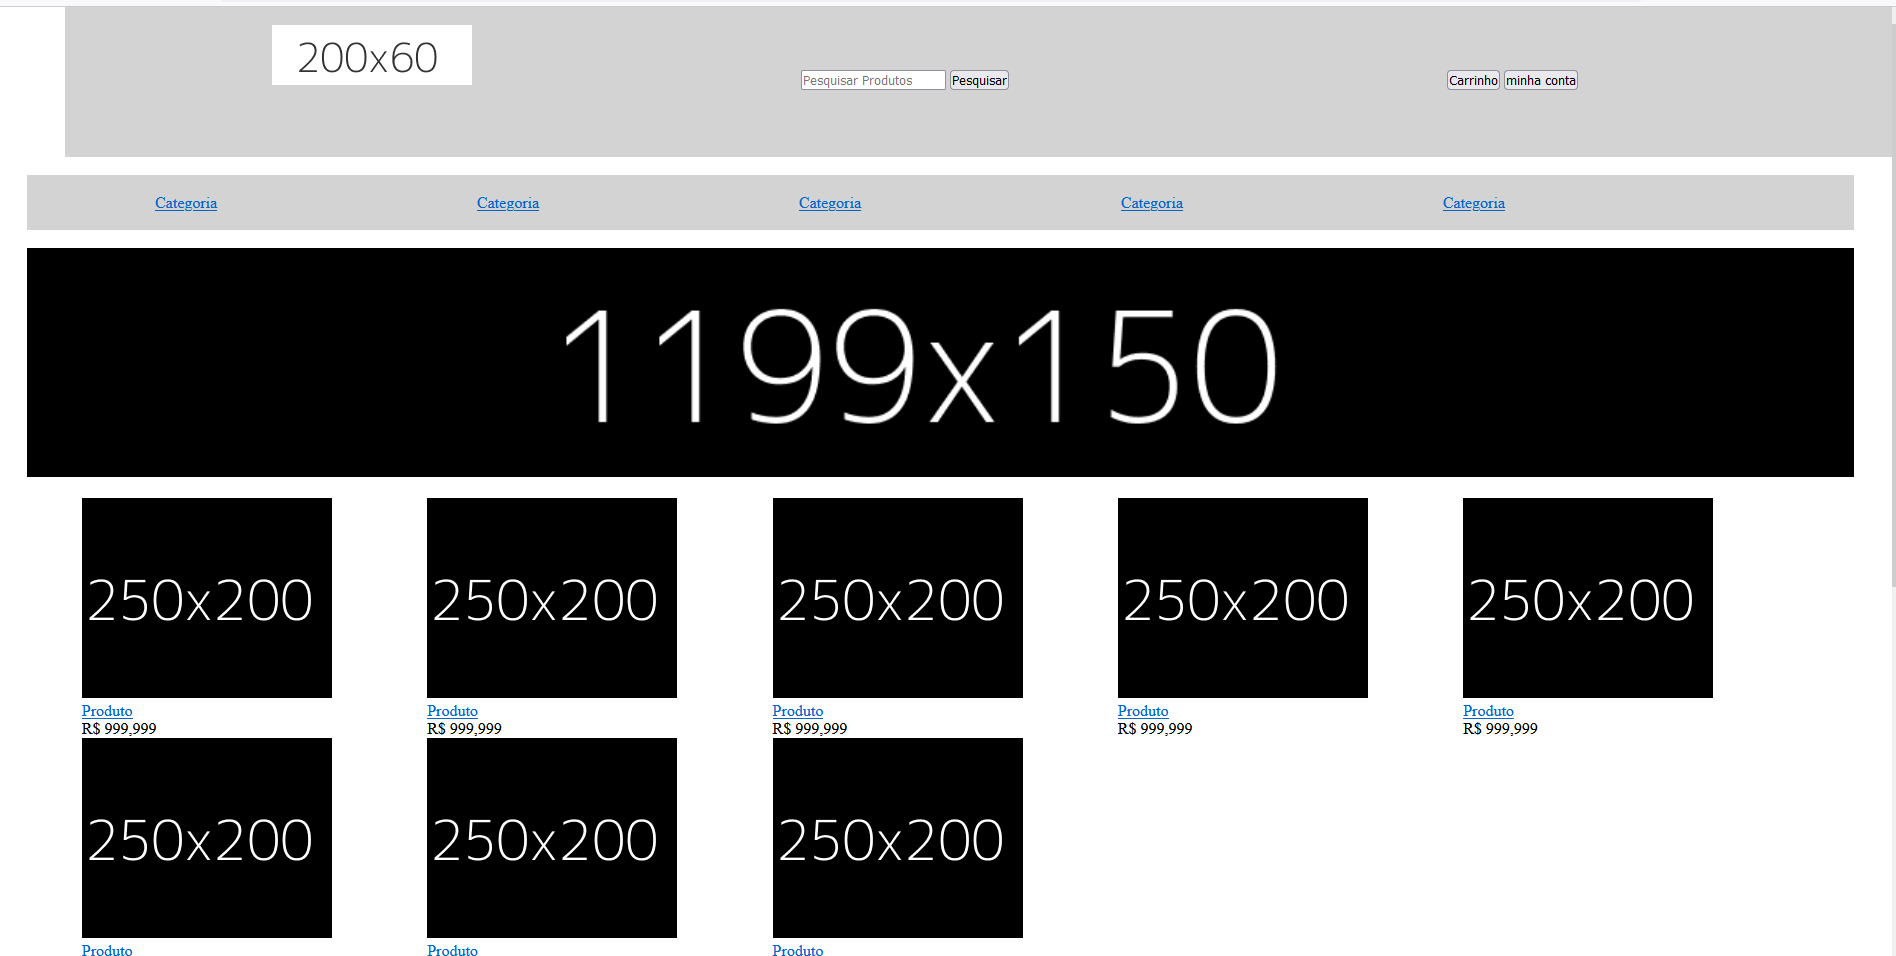 200x60
Pesquisar Produtos Pesquisar Carrinho minha conta
Categoria Categoria Categoria Categoria Categoria
1199x150
250x200 250x200 250x200 250x200 250x200
Produto Produto Produto Produto Produto
R$ 999,999 R$ 999,999 R$ 999,999 R$ 999,999 R$ 999,999
250x200 250x200 250x200
Produto Produto Produto